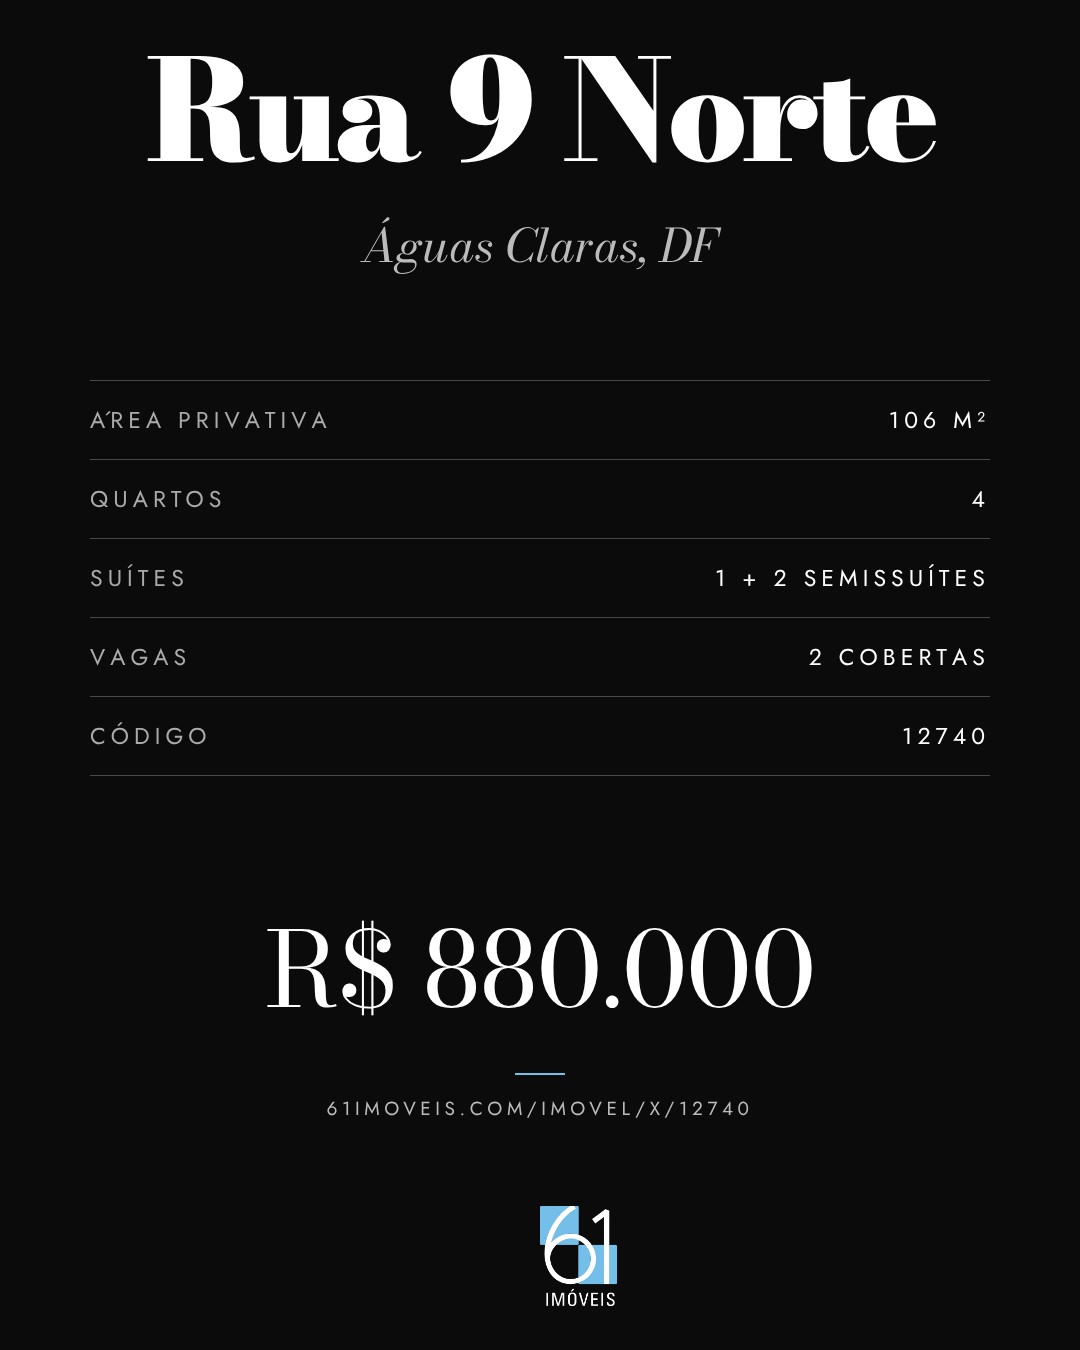 Rua 9 Norte
Águas Claras, DF
ÁREA PRIVATIVA 106 M²
QUARTOS 4
SUÍTES 1 + 2 SEMISSUÍTES
VAGAS 2 COBERTAS
CÓDIGO 12740
R$ 880.000
61IMOVEIS.COM/IMOVEL/X/12740
61
IMÓVEIS